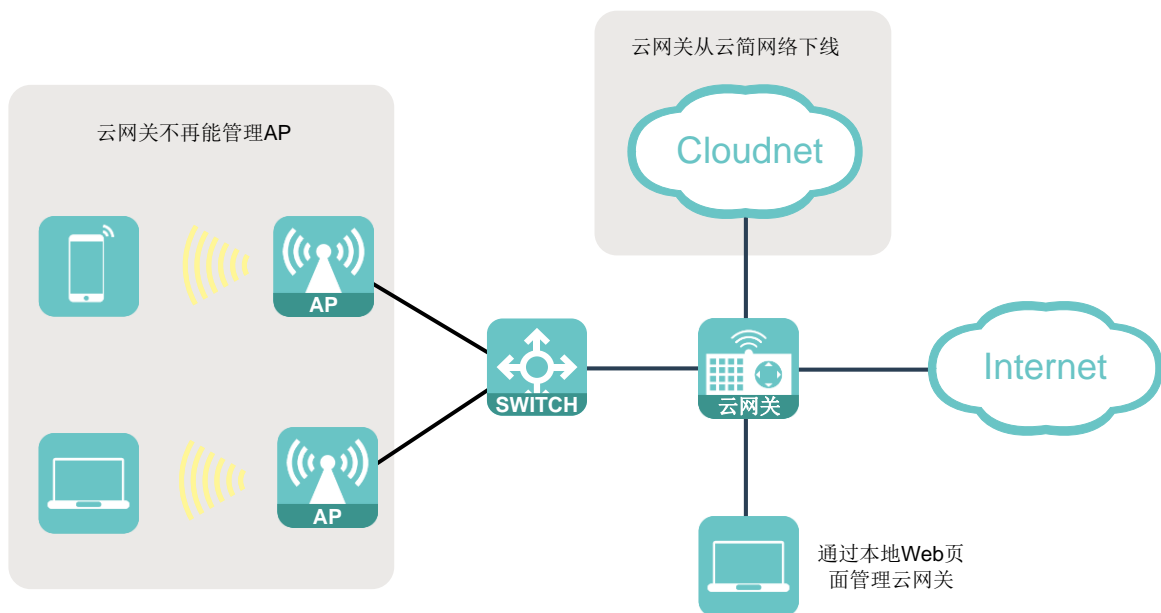 云网关从云简网络下线
Cloudnet
云网关不再能管理AP
AP
SWITCH
云网关
Internet
AP
通过本地Web页
面管理云网关